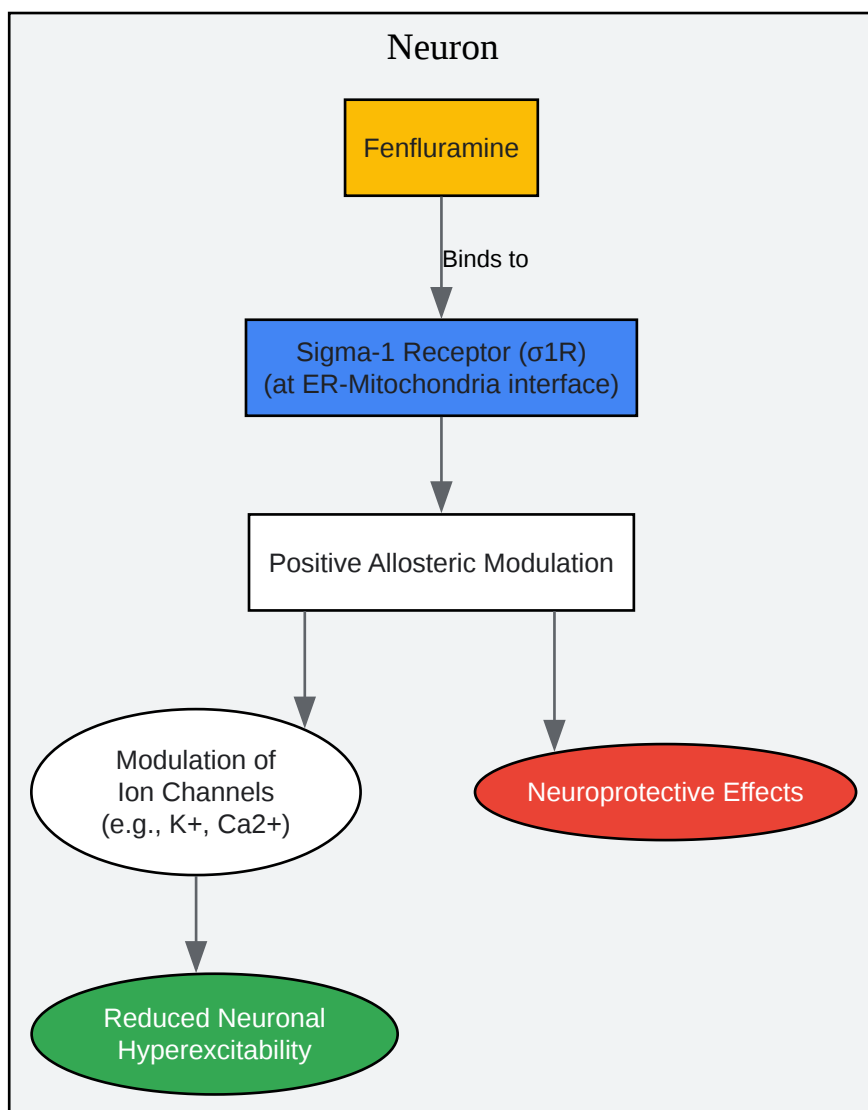 Neuron
Fenfluramine
Binds to
Sigma-1 Receptor (σ1R)
(at ER-Mitochondria interface)
Positive Allosteric Modulation
Modulation of
Ion Channels
(e.g., K+, Ca2+)
Neuroprotective Effects
Reduced Neuronal
Hyperexcitability